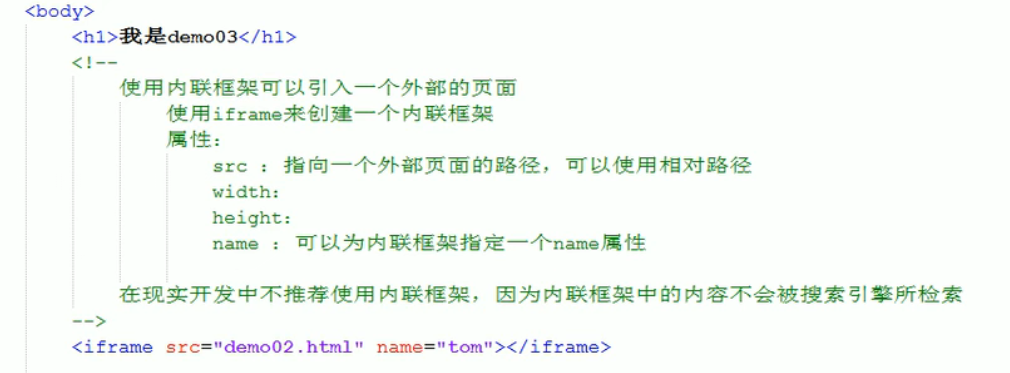 <body>
<h1>我是demo03</h1>
<!--
使用内联框架可以引入一个外部的页面
使用iframe来创建一个内联框架
属性：
src : 指向一个外部页面的路径，可以使用相对路径
width：
height：
name : 可以为内联框架指定一个name属性
在现实开发中不推荐使用内联框架，因为内联框架中的内容不会被搜索引擎所检索
-->
<iframe src="demo02.html" name="tom"></iframe>